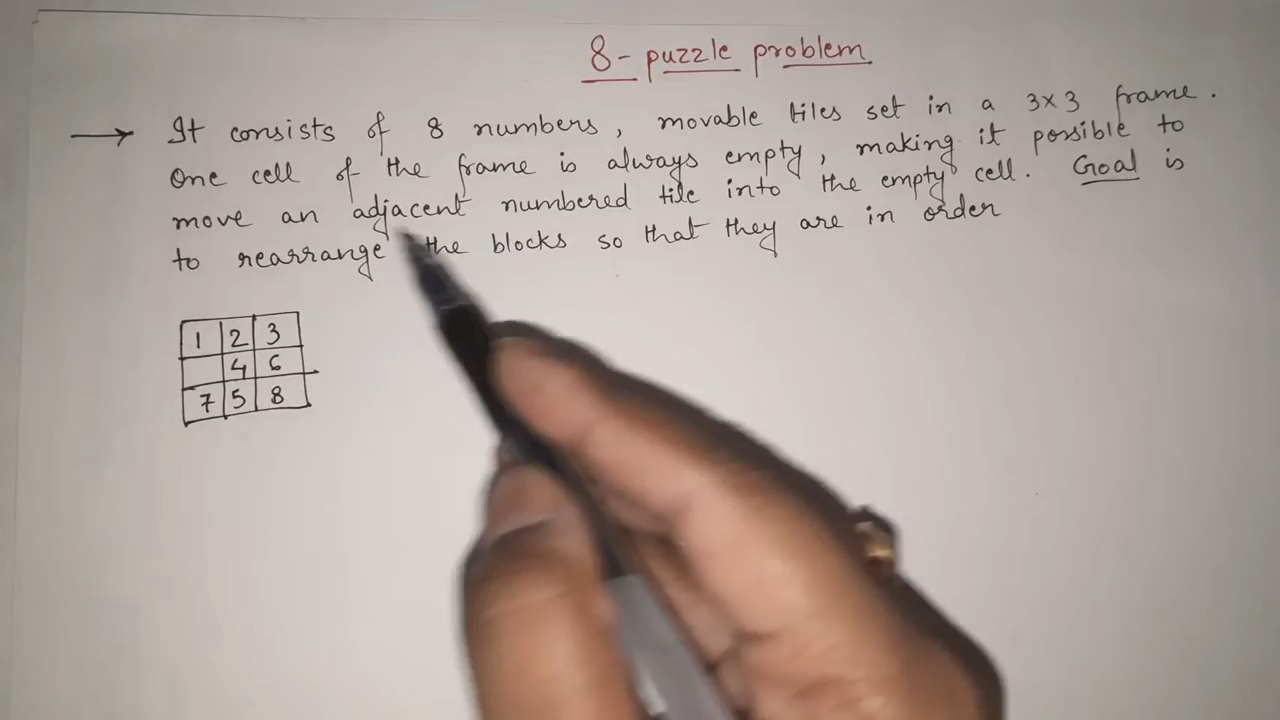 8- puzzle problem
→ It consists of 8 numbers, movable tiles set in a 3×3 frame.
One cell of the frame is always empty, making it possible to
move an adjacent numbered tile into the empty cell. Goal is
to rearrange the blocks so that they are in order
1 2 3
4 6
7 5 8